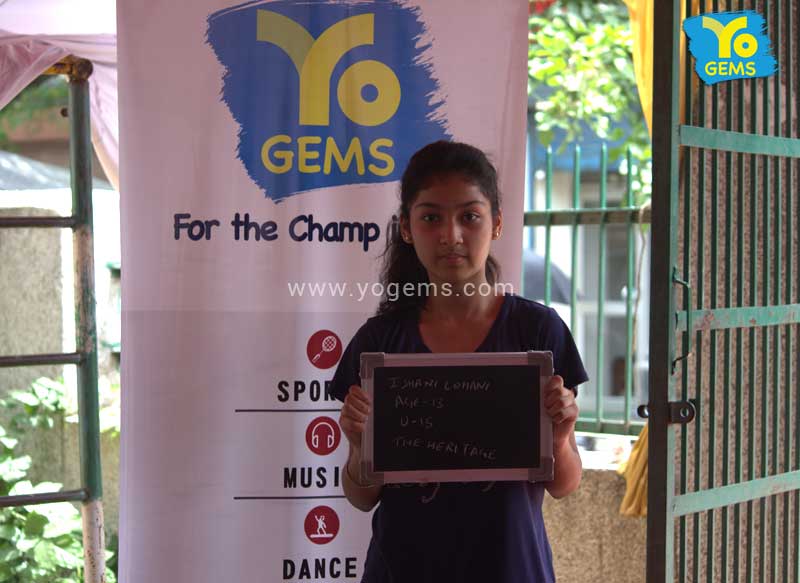 Yo
GEMS
Yo
GEMS
For the Champ i
www.yogems.com
SPOR
MUSI
DANCE
ISHANI LOHANI
AGE-13
U-15
THE HERITAGE